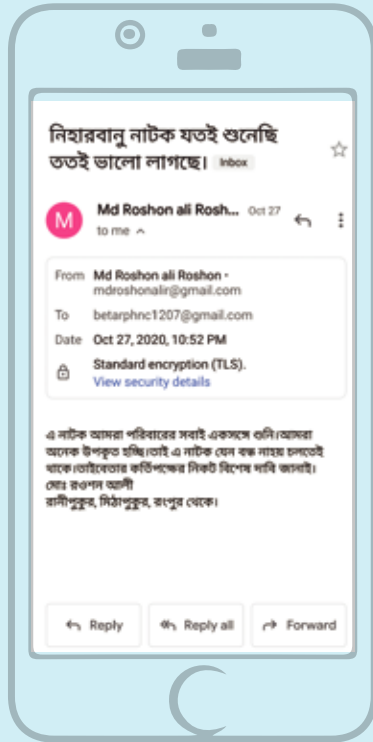 নিহারবানু নাটক যতই শুনেছি
ততই ভালো লাগছে। Inbox
M
Md Roshon ali Rosh... Oct 27
to me
From Md Roshon ali Roshon •
mdroshonalir@gmail.com
To betarphnc1207@gmail.com
Date Oct 27, 2020, 10:52 PM
Standard encryption (TLS).
View security details
এ নাটক আমরা পরিবারের সবাই একসঙ্গে শুনি।আমরা
অনেক উপকৃত হচ্ছি।তাই এ নাটক যেন বন্ধ নাহয় চলতেই
থাকে।তাইবেতার কর্তিপক্ষের নিকট বিশেষ দাবি জানাই।
মোঃ রওশন আলী
রানীপুকুর, মিঠাপুকুর, রংপুর থেকে।
Reply
Reply all
Forward